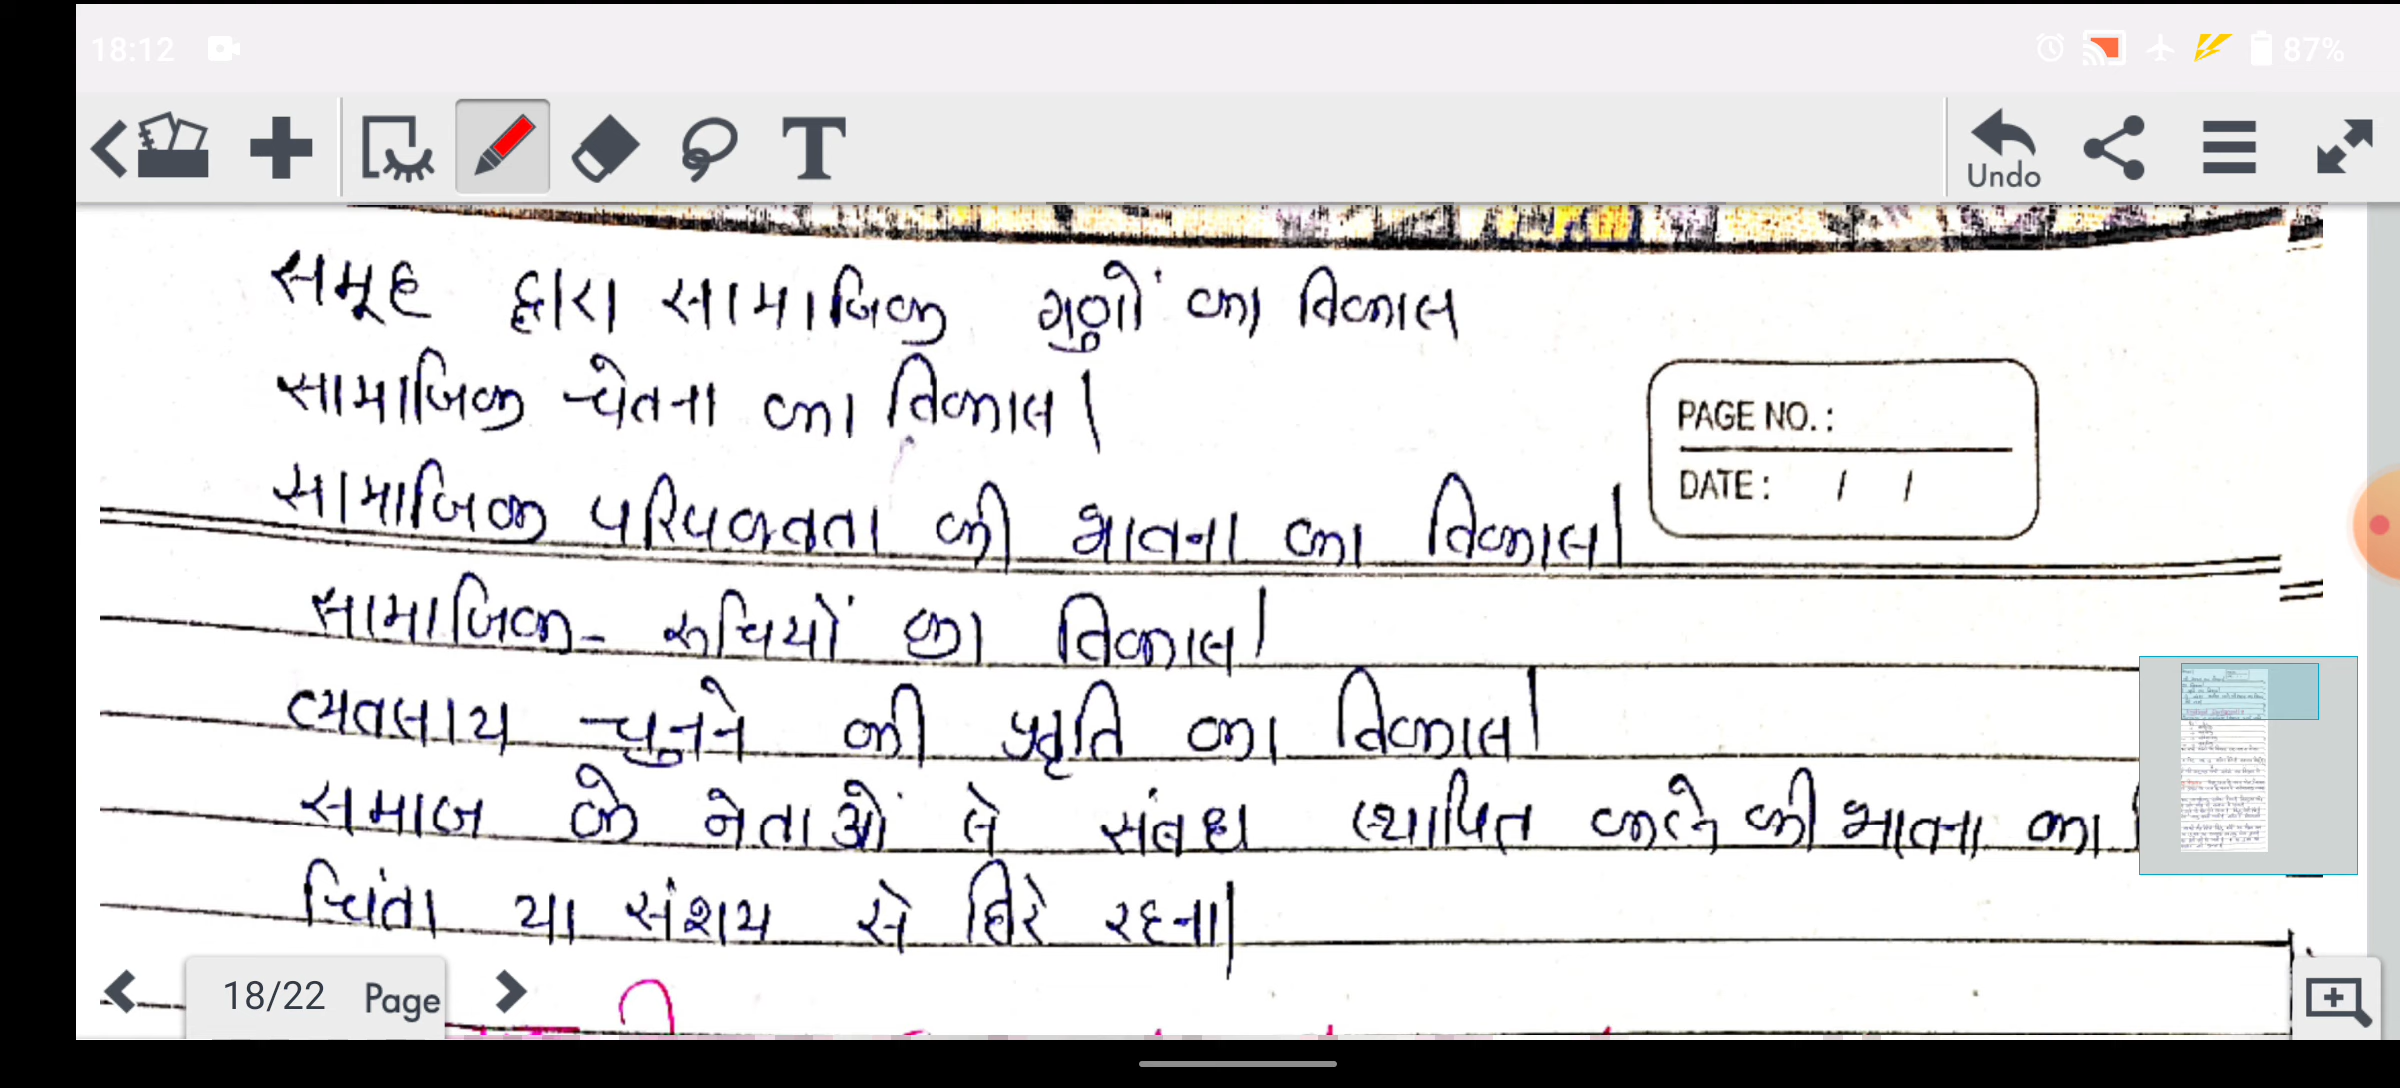 18:12 87%
Undo
T
समूह द्वारा सामाजिक गुणों का विकास
सामाजिक चेतना का विकास।
PAGE NO.:
सामाजिक परिपक्वता की भावना का विकास।
DATE: / /
सामाजिक- रूचियों का विकास।
व्यवसाय चुनने की प्रवृति का विकास।
समाज के नेताओं से संबंध स्थापित करने की भावना का
चिंता या संशय से घिरे रहना।
18/22 Page